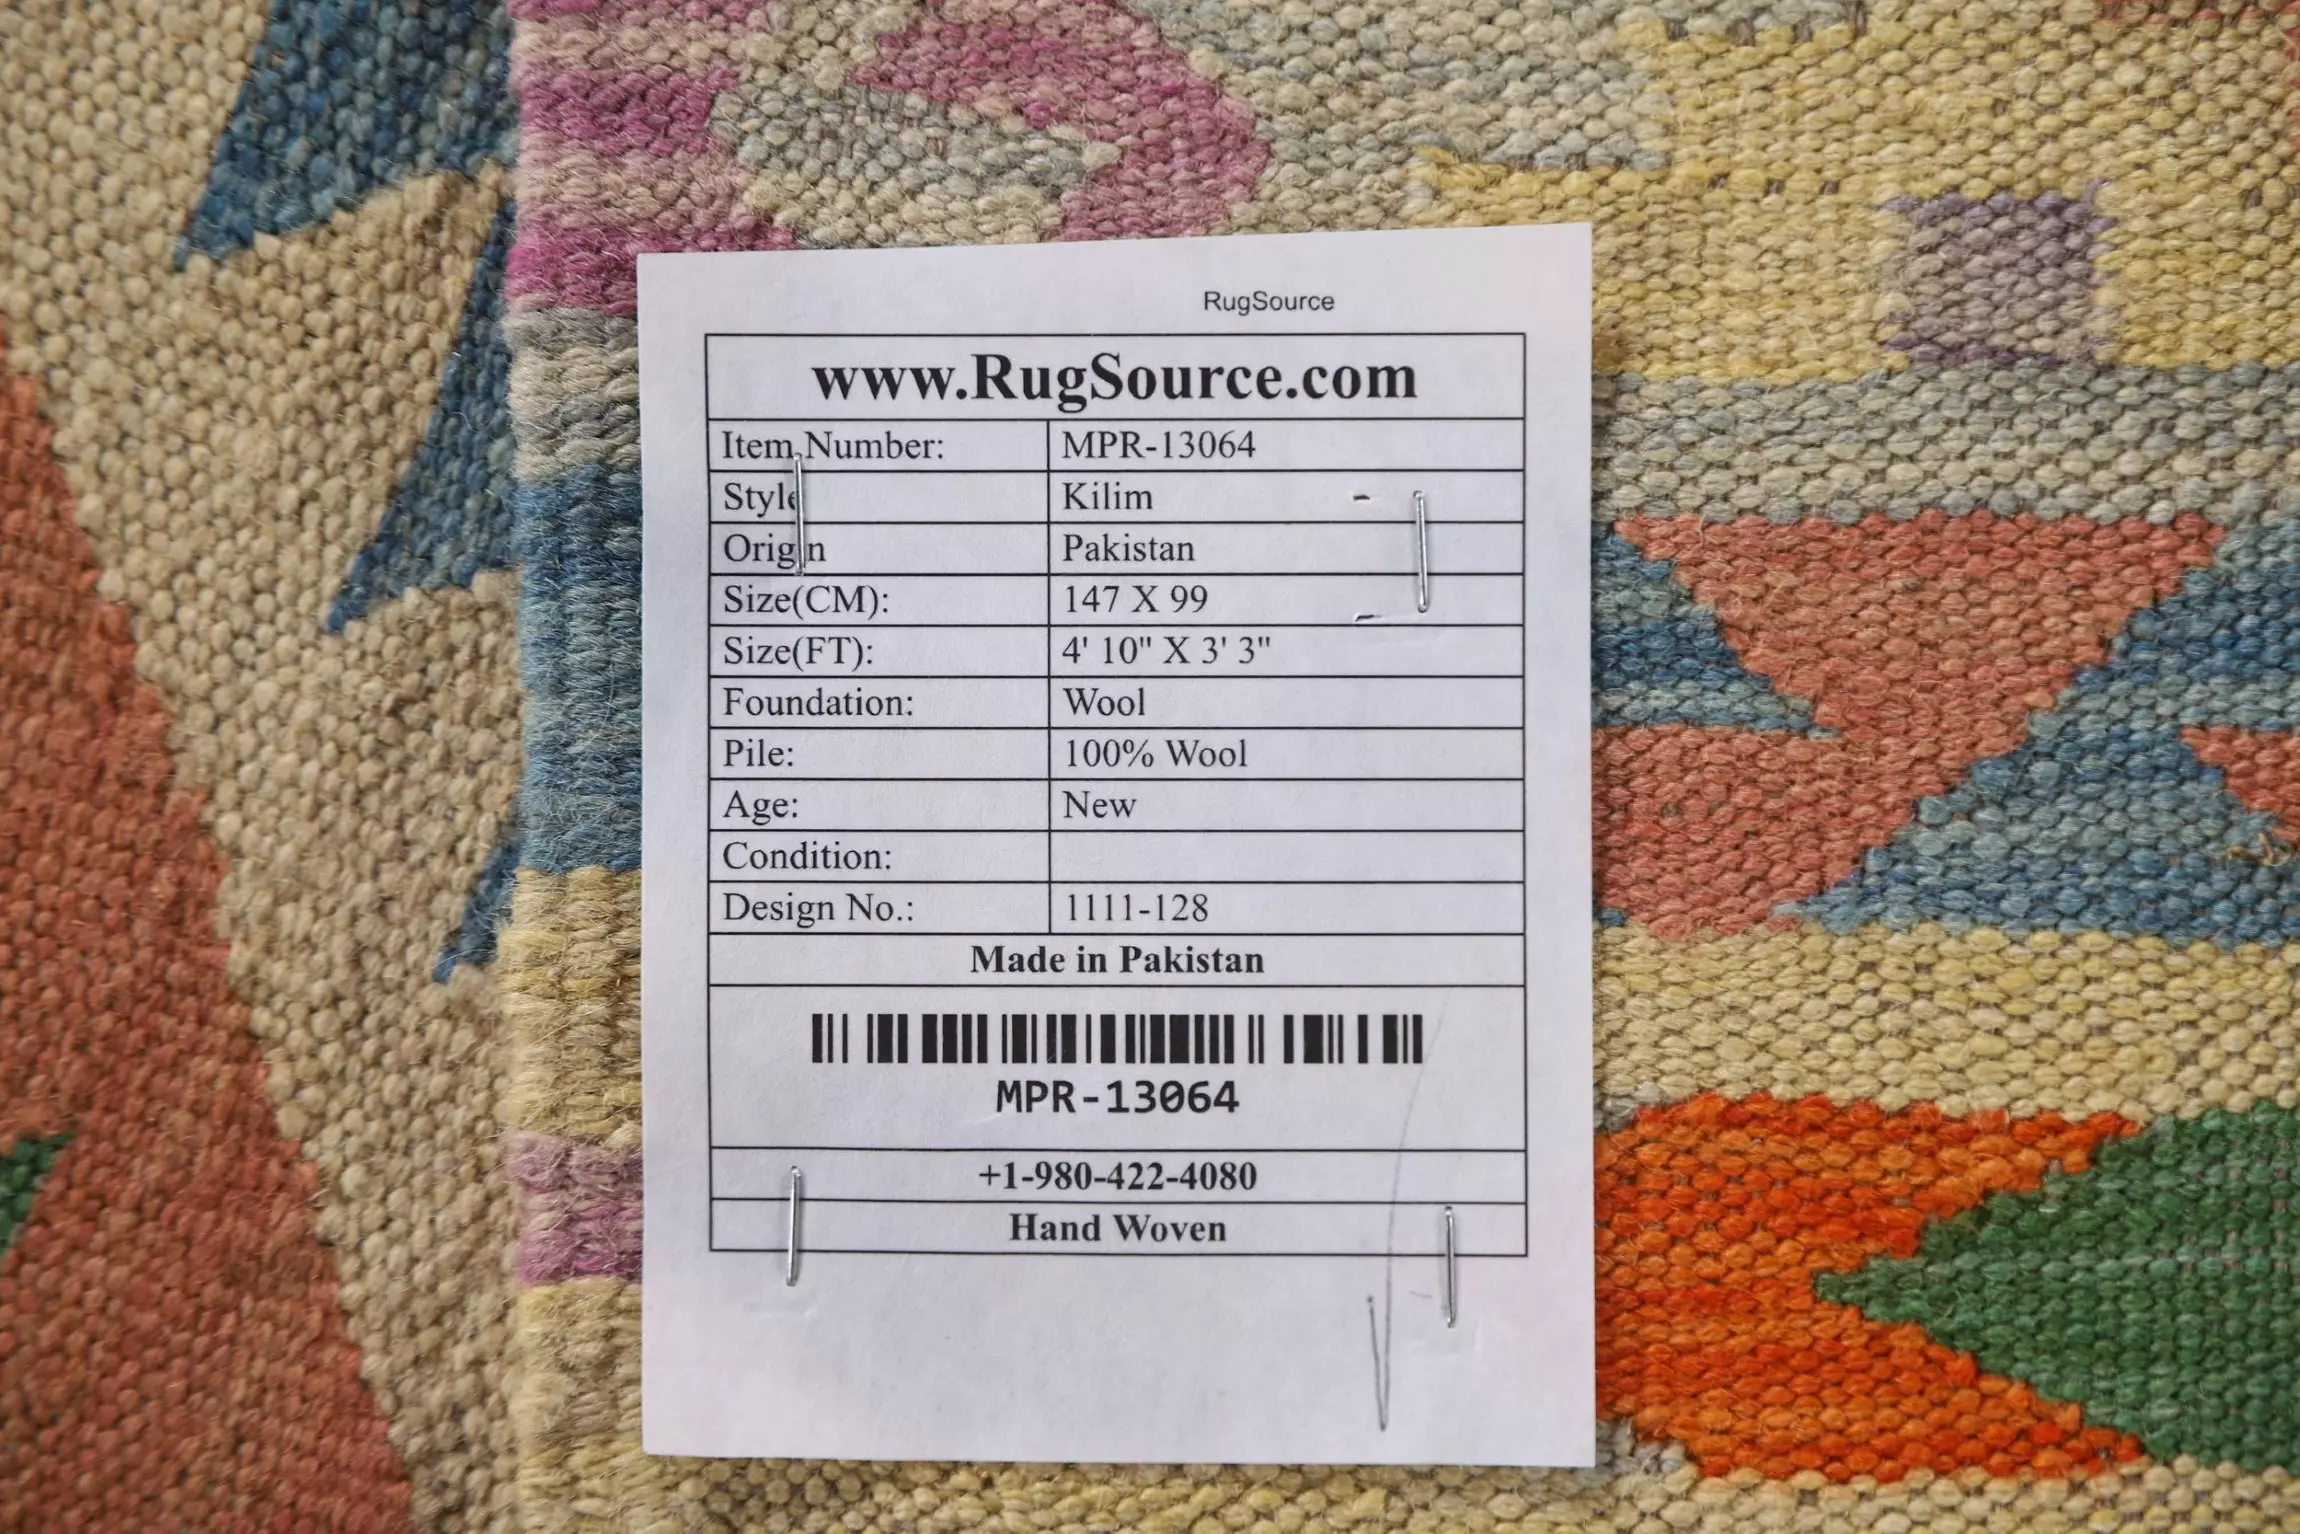 RugSource
www.RugSource.com
Item Number: MPR-13064
Style Kilim
Origin Pakistan
Size(CM): 147 X 99
Size(FT): 4' 10" X 3' 3"
Foundation: Wool
Pile: 100% Wool
Age: New
Condition:
Design No.: 1111-128
Made in Pakistan
MPR-13064
+1-980-422-4080
Hand Woven